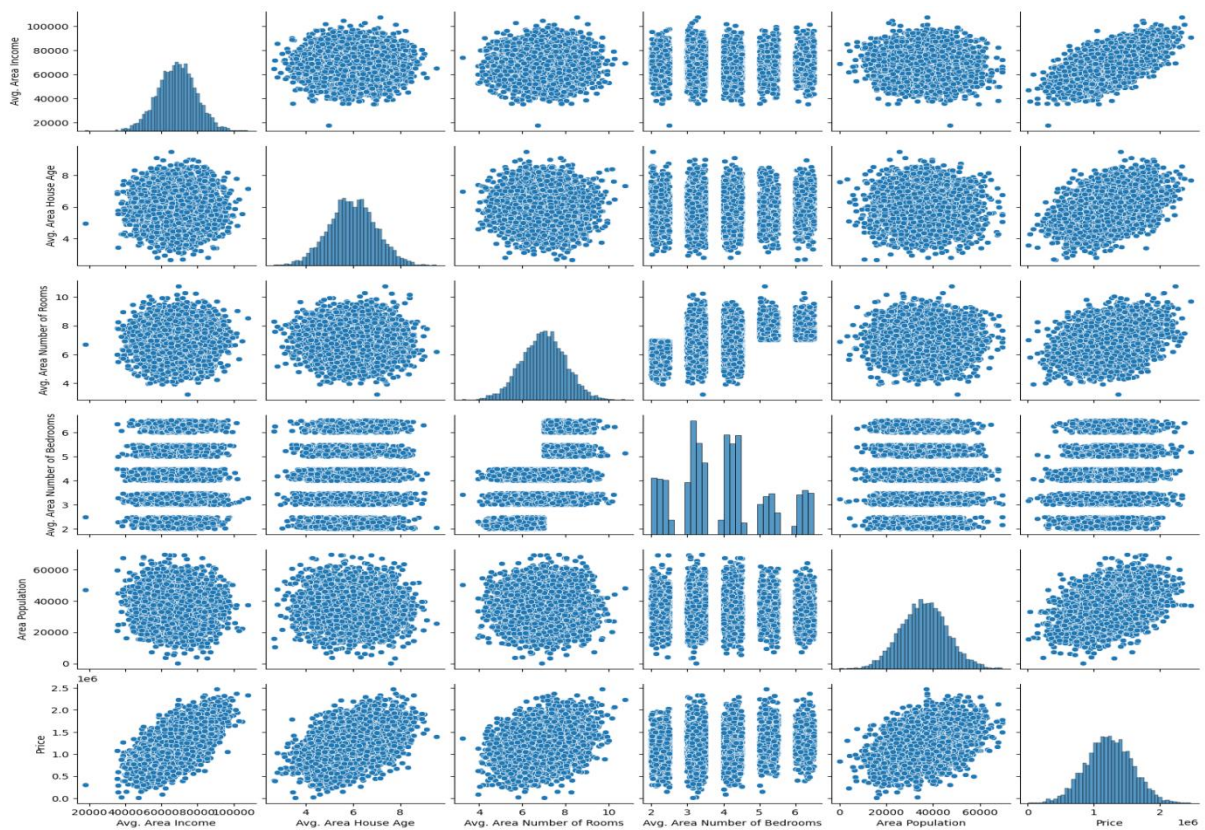 100000
80000
60000
40000
20000
Avg. Area Income
8
6
4
Avg. Area House Age
10
8
6
4
Avg. Area Number of Rooms
6
5
4
3
2
Avg. Area Number of Bedrooms
60000
40000
20000
0
Area Population
1e6
2.5
2.0
1.5
1.0
0.5
0.0
Price
20000 40000 60000 80000 100000
Avg. Area Income
4 6 8
Avg. Area House Age
4 6 8 10
Avg. Area Number of Rooms
2 3 4 5 6
Avg. Area Number of Bedrooms
0 20000 40000 60000
Area Population
0 1 2
1e6
Price